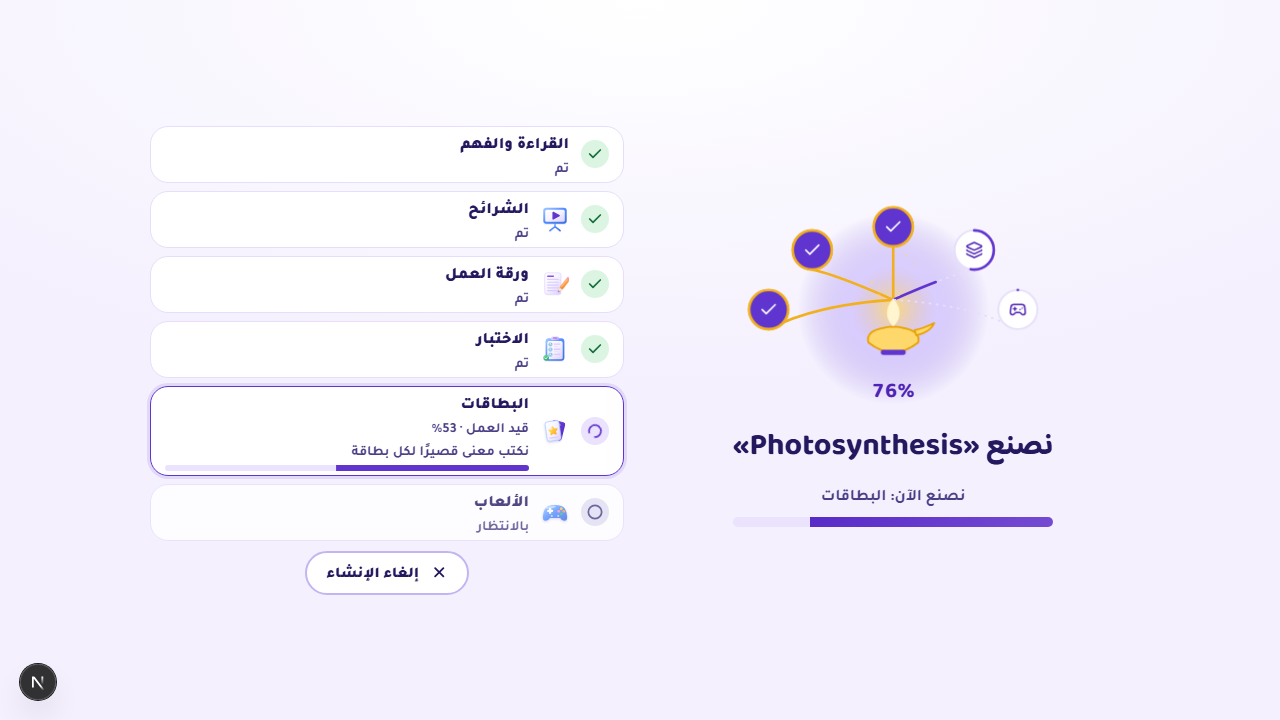 76%
نصنع «Photosynthesis»
نصنع الآن: البطاقات
القراءة والفهم
تم
الشرائح
تم
ورقة العمل
تم
الاختبار
تم
البطاقات
قيد العمل · 53%
نكتب معنى قصيرًا لكل بطاقة
الألعاب
بالانتظار
إلغاء الإنشاء
N